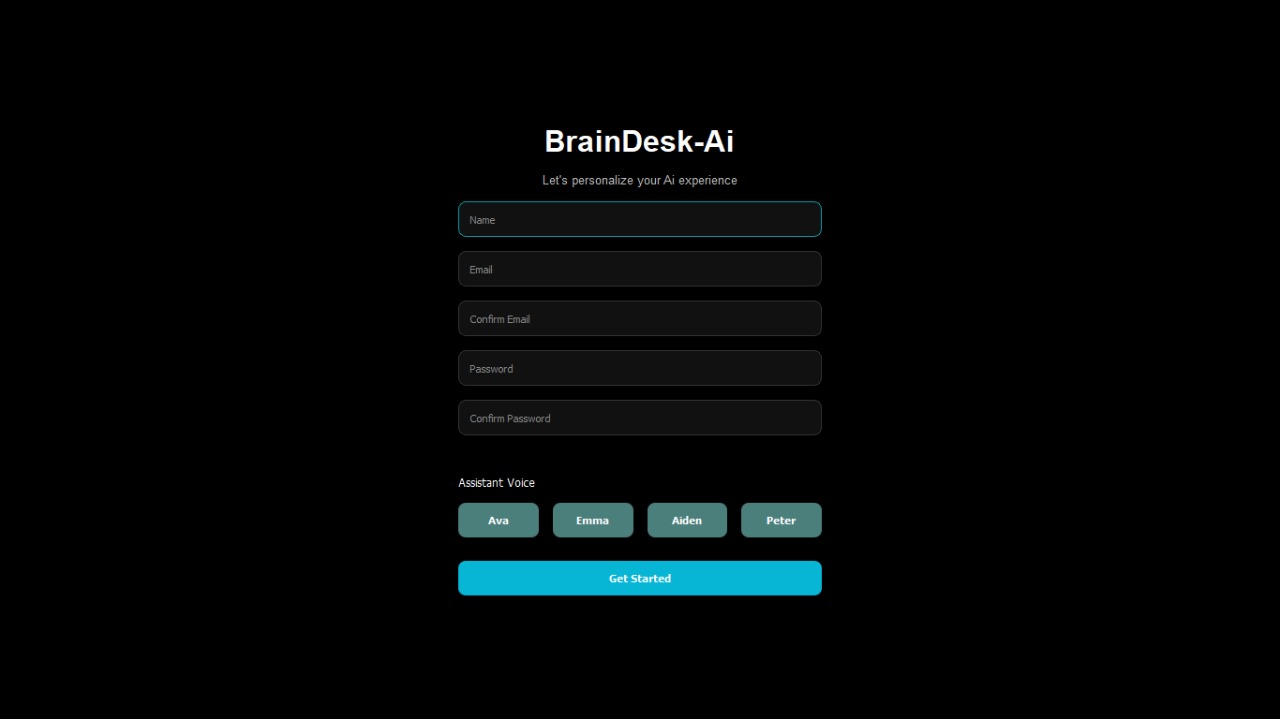 BrainDesk-Ai
Let's personalize your Ai experience
Name
Email
Confirm Email
Password
Confirm Password
Assistant Voice
Ava Emma Aiden Peter
Get Started